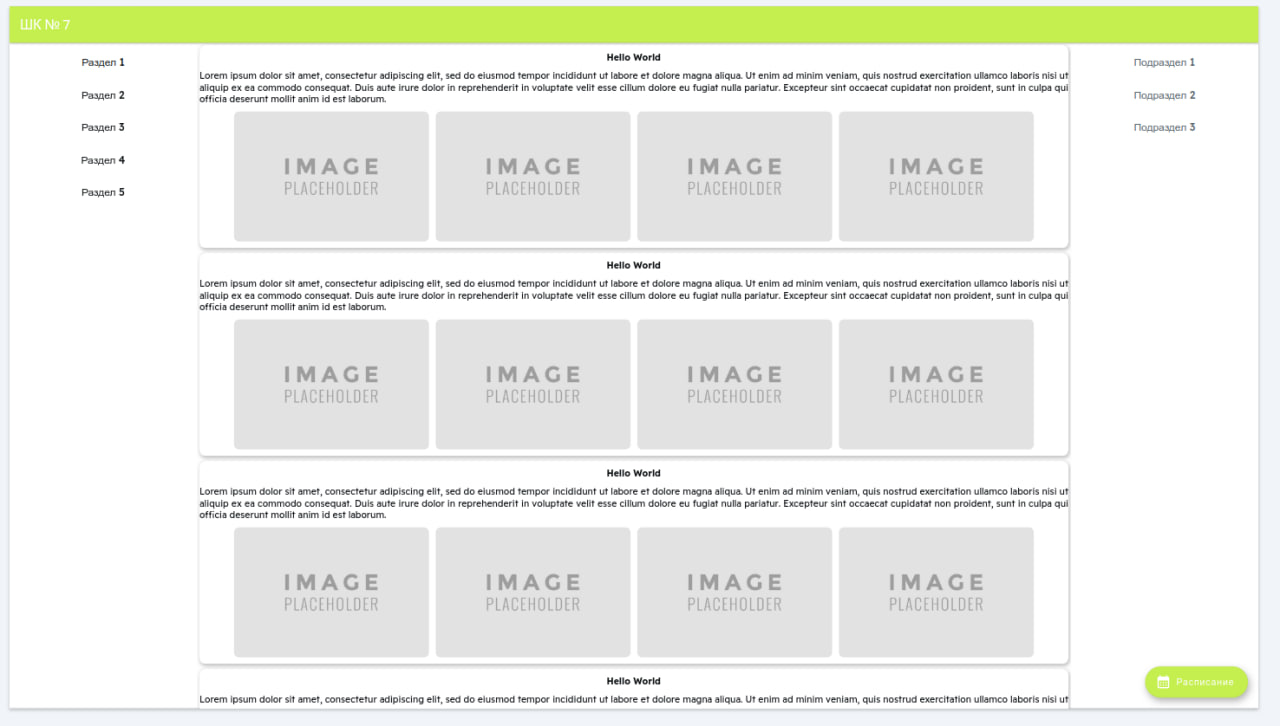 ШК № 7
Раздел 1
Раздел 2
Раздел 3
Раздел 4
Раздел 5
Hello World
Lorem ipsum dolor sit amet, consectetur adipiscing elit, sed do eiusmod tempor incididunt ut labore et dolore magna aliqua. Ut enim ad minim veniam, quis nostrud exercitation ullamco laboris nisi ut
aliquip ex ea commodo consequat. Duis aute irure dolor in reprehenderit in voluptate velit esse cillum dolore eu fugiat nulla pariatur. Excepteur sint occaecat cupidatat non proident, sunt in culpa qui
officia deserunt mollit anim id est laborum.
IMAGE PLACEHOLDER
IMAGE PLACEHOLDER
IMAGE PLACEHOLDER
IMAGE PLACEHOLDER
Hello World
Lorem ipsum dolor sit amet, consectetur adipiscing elit, sed do eiusmod tempor incididunt ut labore et dolore magna aliqua. Ut enim ad minim veniam, quis nostrud exercitation ullamco laboris nisi ut
aliquip ex ea commodo consequat. Duis aute irure dolor in reprehenderit in voluptate velit esse cillum dolore eu fugiat nulla pariatur. Excepteur sint occaecat cupidatat non proident, sunt in culpa qui
officia deserunt mollit anim id est laborum.
IMAGE PLACEHOLDER
IMAGE PLACEHOLDER
IMAGE PLACEHOLDER
IMAGE PLACEHOLDER
Hello World
Lorem ipsum dolor sit amet, consectetur adipiscing elit, sed do eiusmod tempor incididunt ut labore et dolore magna aliqua. Ut enim ad minim veniam, quis nostrud exercitation ullamco laboris nisi ut
aliquip ex ea commodo consequat. Duis aute irure dolor in reprehenderit in voluptate velit esse cillum dolore eu fugiat nulla pariatur. Excepteur sint occaecat cupidatat non proident, sunt in culpa qui
officia deserunt mollit anim id est laborum.
IMAGE PLACEHOLDER
IMAGE PLACEHOLDER
IMAGE PLACEHOLDER
IMAGE PLACEHOLDER
Hello World
Lorem ipsum dolor sit amet, consectetur adipiscing elit, sed do eiusmod tempor incididunt ut labore et dolore magna aliqua. Ut enim ad minim veniam, quis nostrud exercitation ullamco laboris nisi ut
Подраздел 1
Подраздел 2
Подраздел 3
Расписание